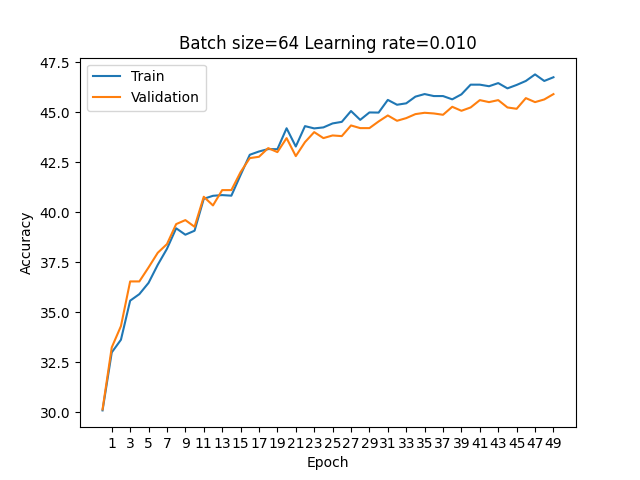 Batch size=64 Learning rate=0.010
Train
Validation
47.5
45.0
42.5
40.0
37.5
35.0
32.5
30.0
Accuracy
1 3 5 7 9 11 13 15 17 19 21 23 25 27 29 31 33 35 37 39 41 43 45 47 49
Epoch